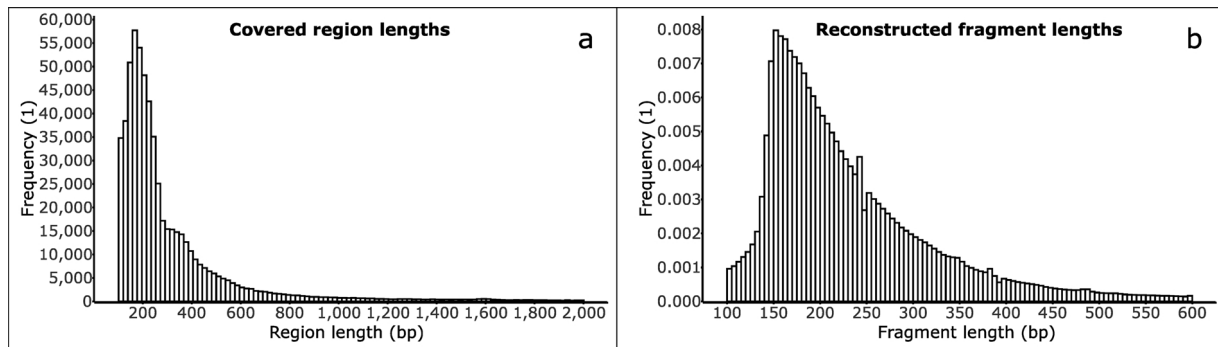 Covered region lengths
a
Frequency (1)
60,000
55,000
50,000
45,000
40,000
35,000
30,000
25,000
20,000
15,000
10,000
5,000
0
200 400 600 800 1,000 1,200 1,400 1,600 1,800 2,000
Region length (bp)
Reconstructed fragment lengths
b
Frequency (1)
0.008
0.007
0.006
0.005
0.004
0.003
0.002
0.001
0.000
100 150 200 250 300 350 400 450 500 550 600
Fragment length (bp)